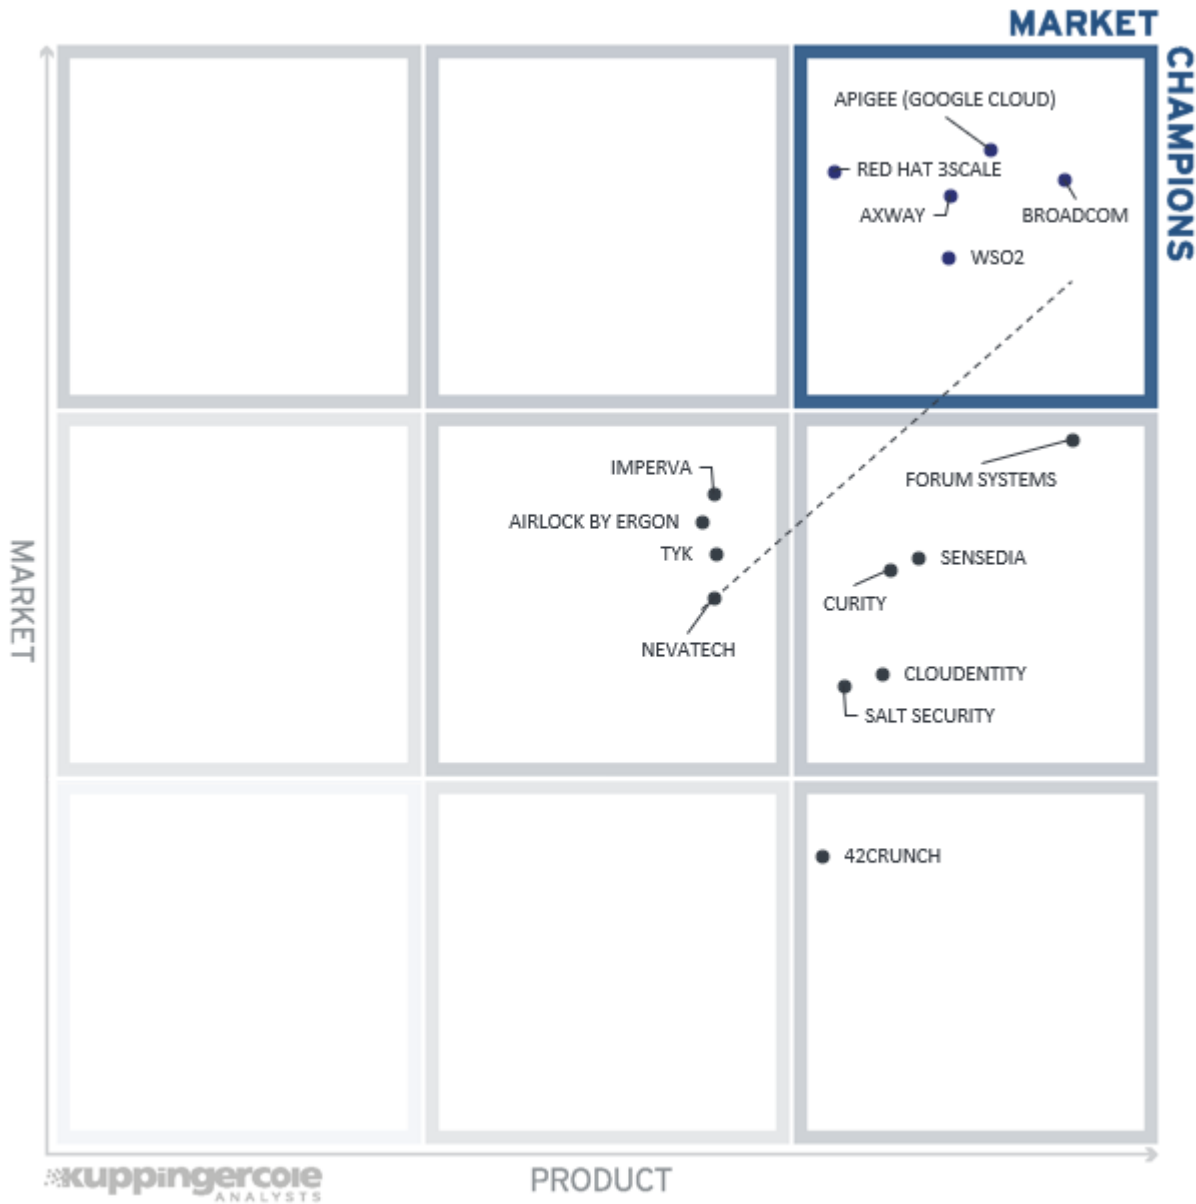 MARKET
CHAMPIONS
APIGEE (GOOGLE CLOUD)
RED HAT 3SCALE
AXWAY
BROADCOM
WSO2
IMPERVA
FORUM SYSTEMS
AIRLOCK BY ERGON
TYK
SENSEDIA
CURITY
NEVATECH
CLOUDENTITY
SALT SECURITY
42CRUNCH
MARKET
PRODUCT
kuppingercole
ANALYSTS